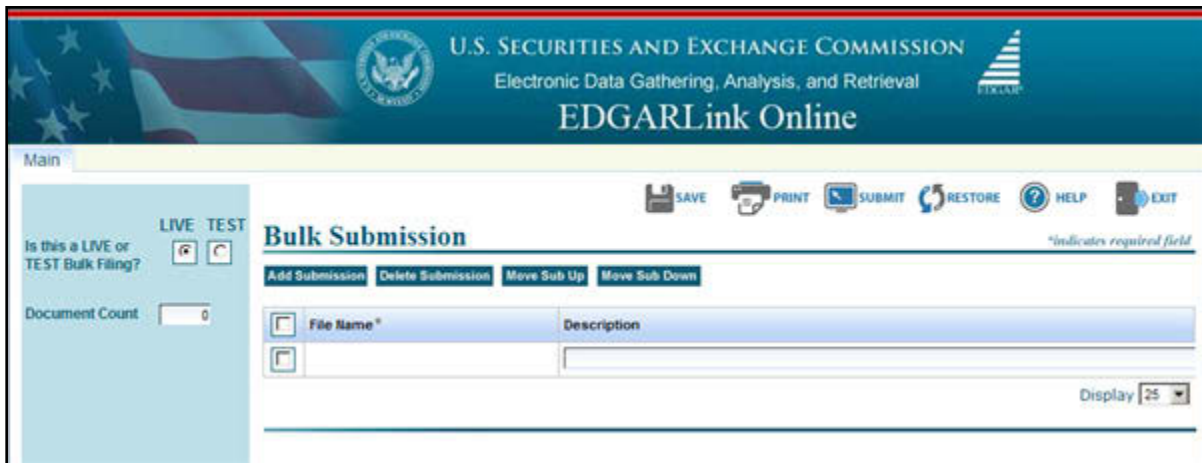 U.S. SECURITIES AND EXCHANGE COMMISSION
Electronic Data Gathering, Analysis, and Retrieval
EDGARLink Online
EDGAR
Main
SAVE PRINT SUBMIT RESTORE HELP EXIT
LIVE TEST
Is this a LIVE or
TEST Bulk Filing?
Document Count 0
Bulk Submission
*indicates required field
Add Submission Delete Submission Move Sub Up Move Sub Down
File Name* Description
Display 25